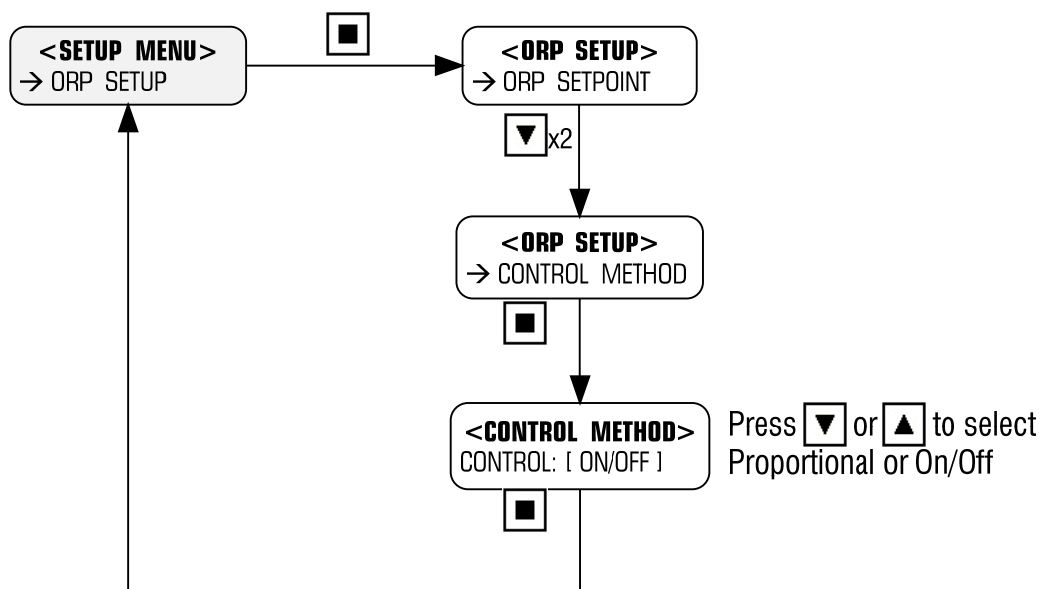 <SETUP MENU>
→ ORP SETUP
<ORP SETUP>
→ ORP SETPOINT
x2
<ORP SETUP>
→ CONTROL METHOD
<CONTROL METHOD>
CONTROL: [ ON/OFF ]
Press ▼ or ▲ to select
Proportional or On/Off